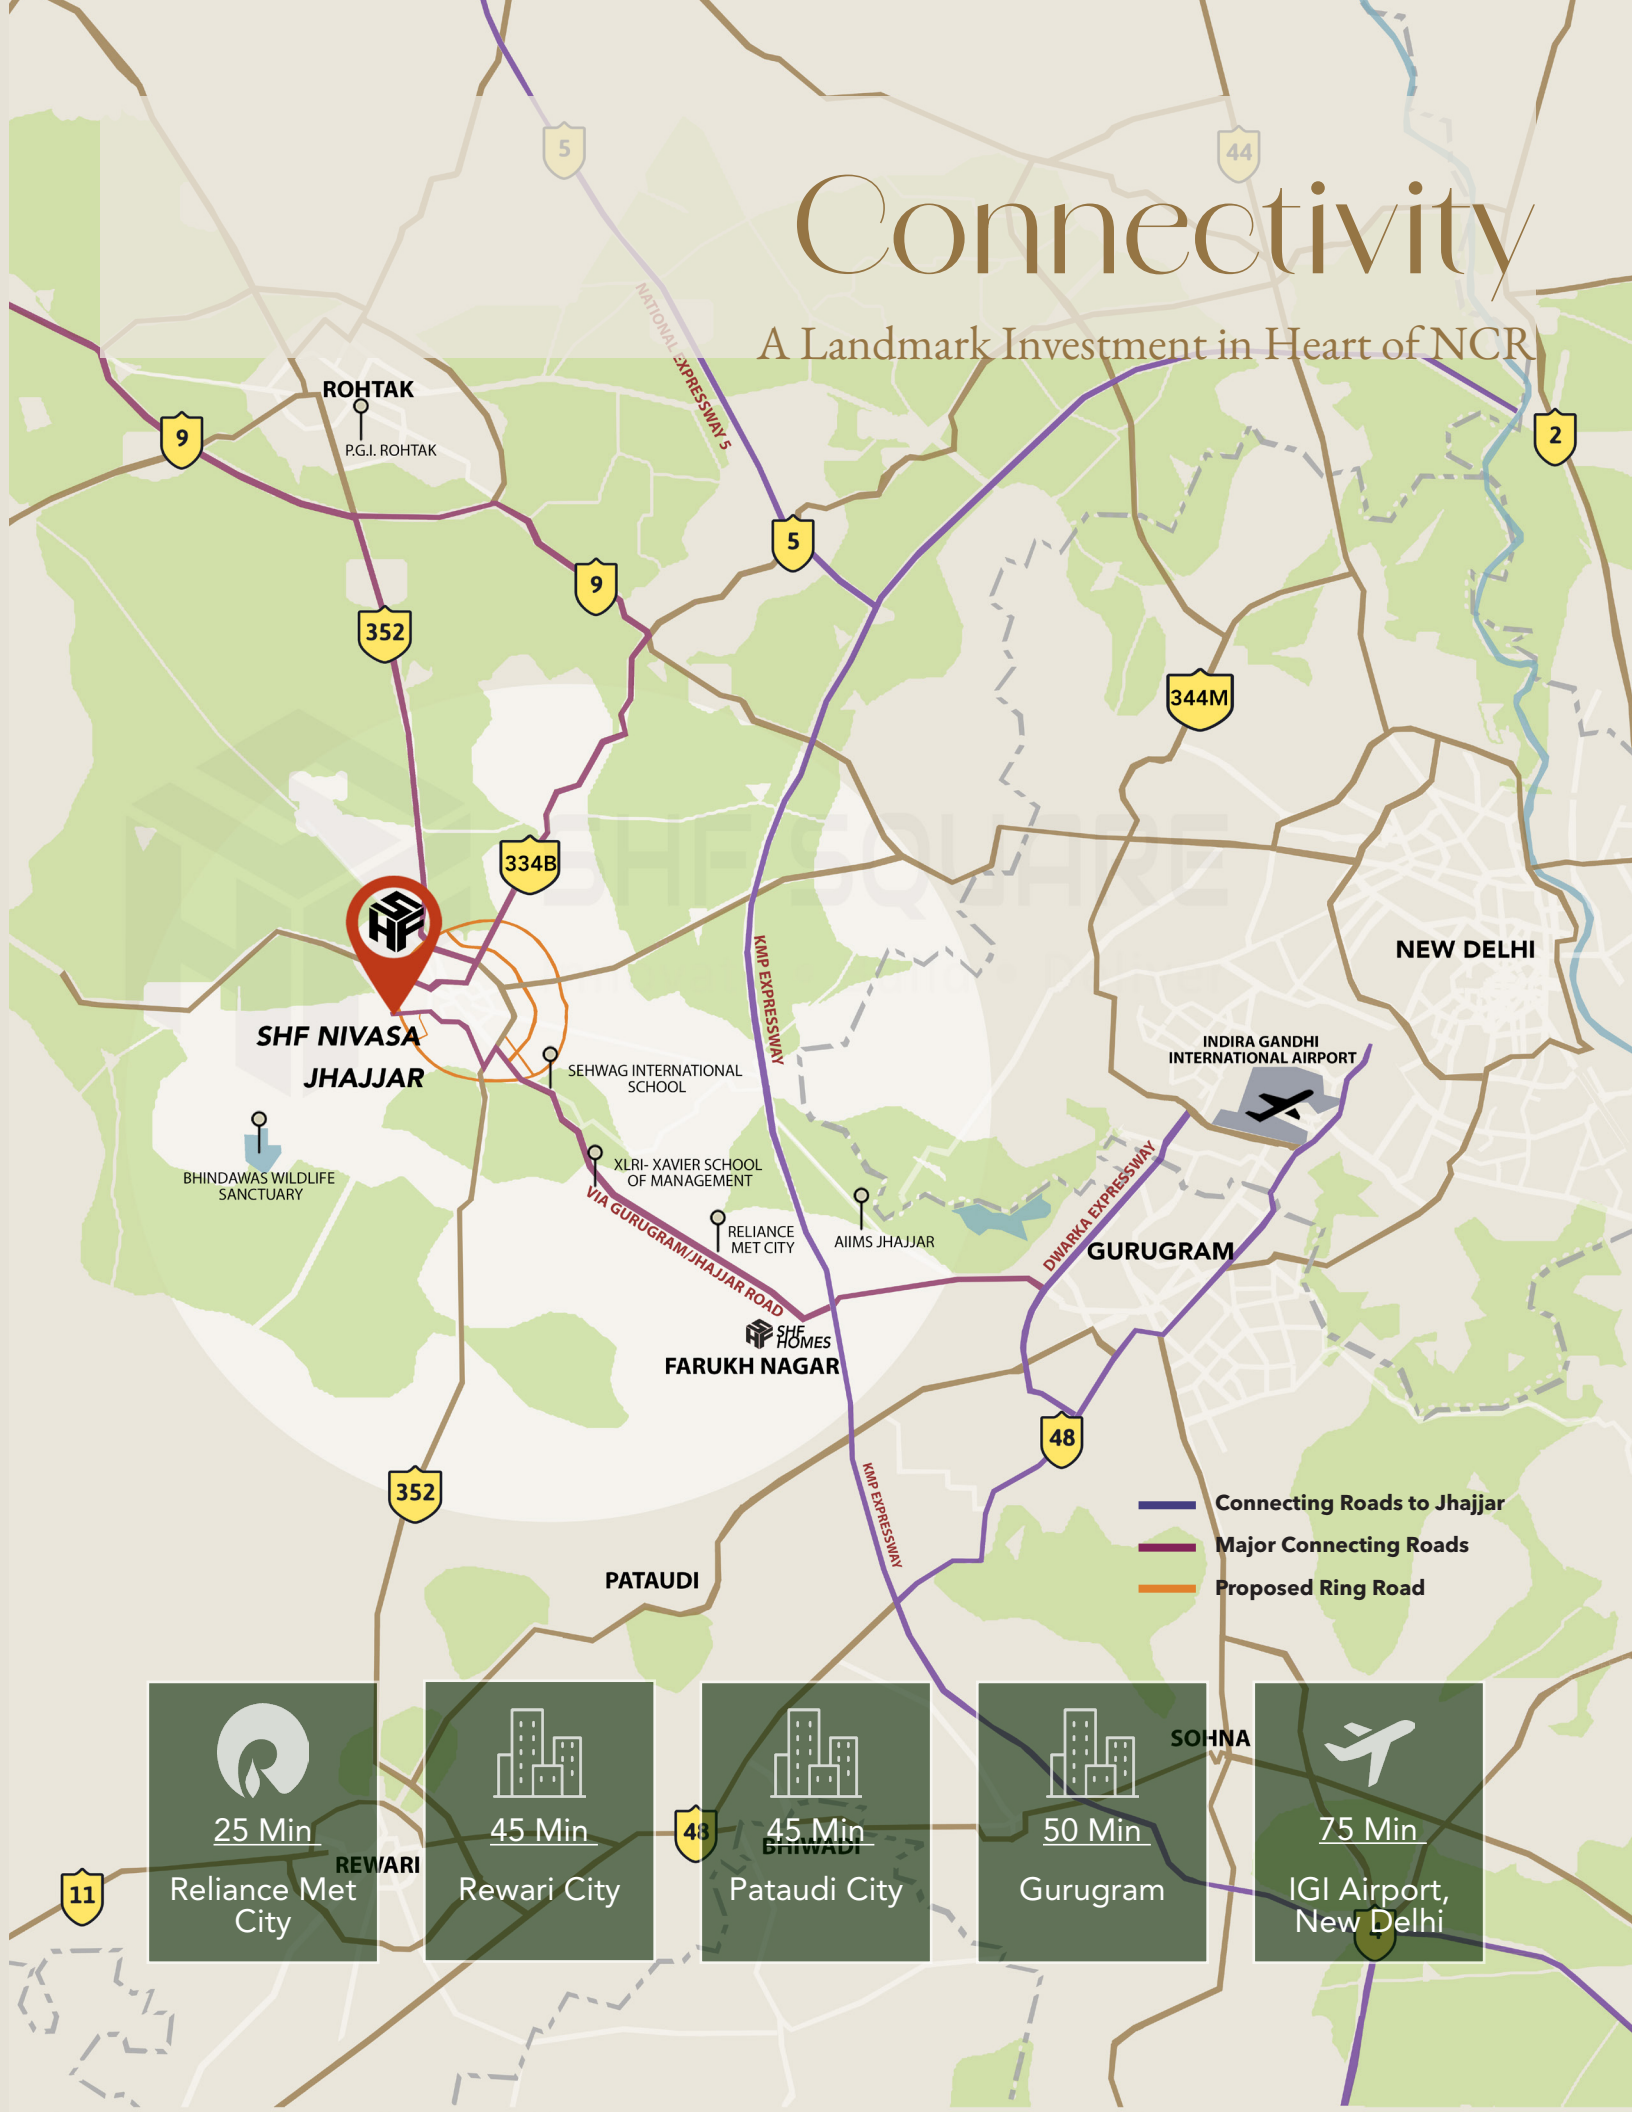 5
44
Connectivity
NATIONAL EXPRESSWAY 5
A Landmark Investment in Heart of NCR
ROHTAK
P.G.I. ROHTAK
9
2
5
9
352
344M
334B
SHF SQUARE
SHF
NEW DELHI
KMP EXPRESSWAY
SHF NIVASA
JHAJJAR
INDIRA GANDHI
INTERNATIONAL AIRPORT
SEHWAG INTERNATIONAL
SCHOOL
BHINDAWAS WILDLIFE
SANCTUARY
XLRI- XAVIER SCHOOL
OF MANAGEMENT
VIA GURUGRAM/JHAJJAR ROAD
RELIANCE
MET CITY
AIIMS JHAJJAR
DWARKA EXPRESSWAY
GURUGRAM
SHF
HOMES
FARUKH NAGAR
48
352
KMP EXPRESSWAY
Connecting Roads to Jhajjar
Major Connecting Roads
Proposed Ring Road
PATAUDI
SOHNA
25 Min
Reliance Met
City
45 Min
Rewari City
45 Min
Pataudi City
50 Min
Gurugram
75 Min
IGI Airport,
New Delhi
REWARI
48
BHIWADI
11
4